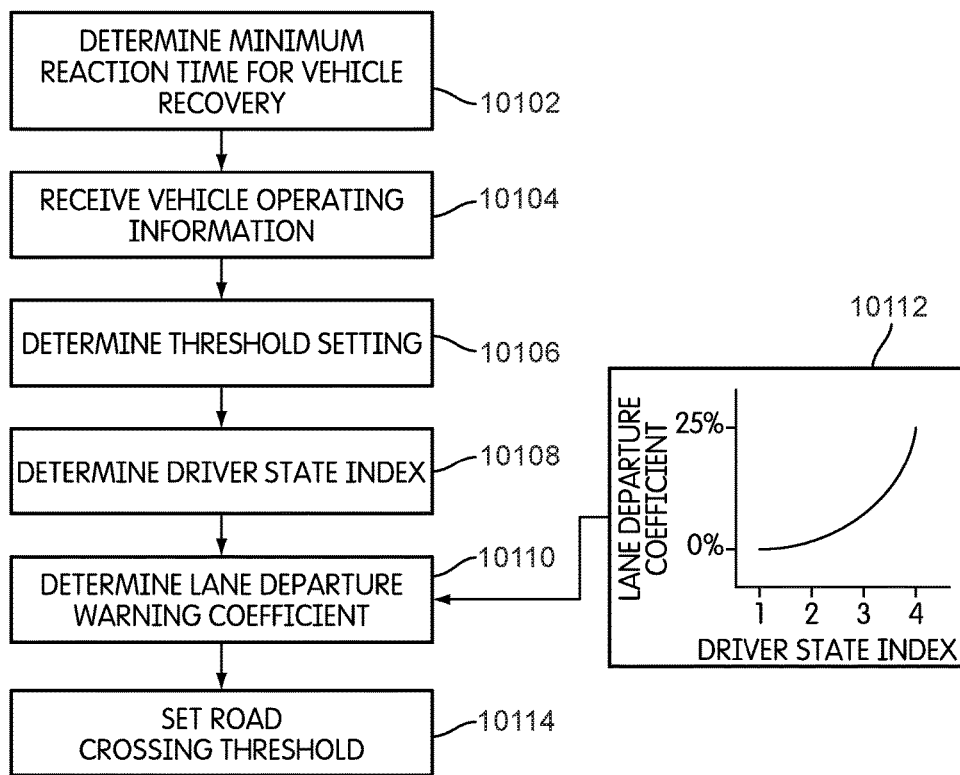 DETERMINE MINIMUM
REACTION TIME FOR VEHICLE
RECOVERY
10102
RECEIVE VEHICLE OPERATING
INFORMATION
10104
DETERMINE THRESHOLD SETTING
10106
DETERMINE DRIVER STATE INDEX
10108
DETERMINE LANE DEPARTURE
WARNING COEFFICIENT
10110
SET ROAD
CROSSING THRESHOLD
10114
10112
LANE DEPARTURE
COEFFICIENT
25%
0%
1 2 3 4
DRIVER STATE INDEX